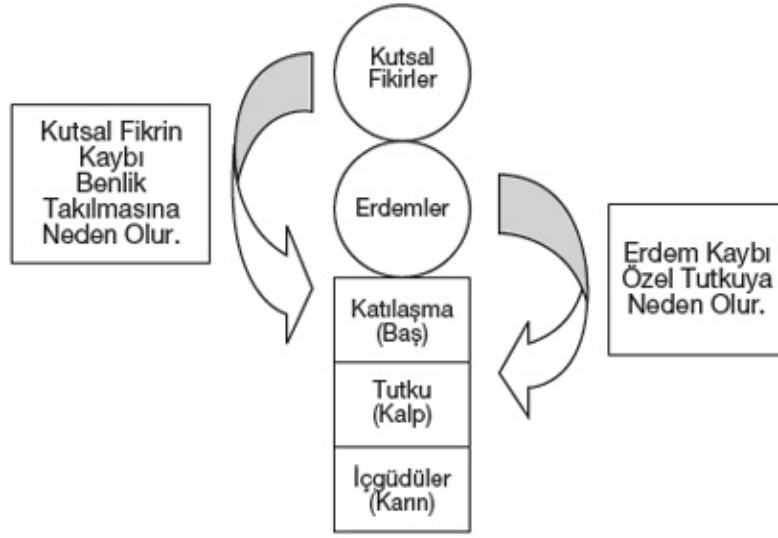 Kutsal
Fikirler
Kutsal Fikrin
Kaybı
Benlik
Takılmasına
Neden Olur.
Erdemler
Erdem Kaybı
Özel Tutkuya
Neden Olur.
Katılaşma
(Baş)
Tutku
(Kalp)
İçgüdüler
(Karın)